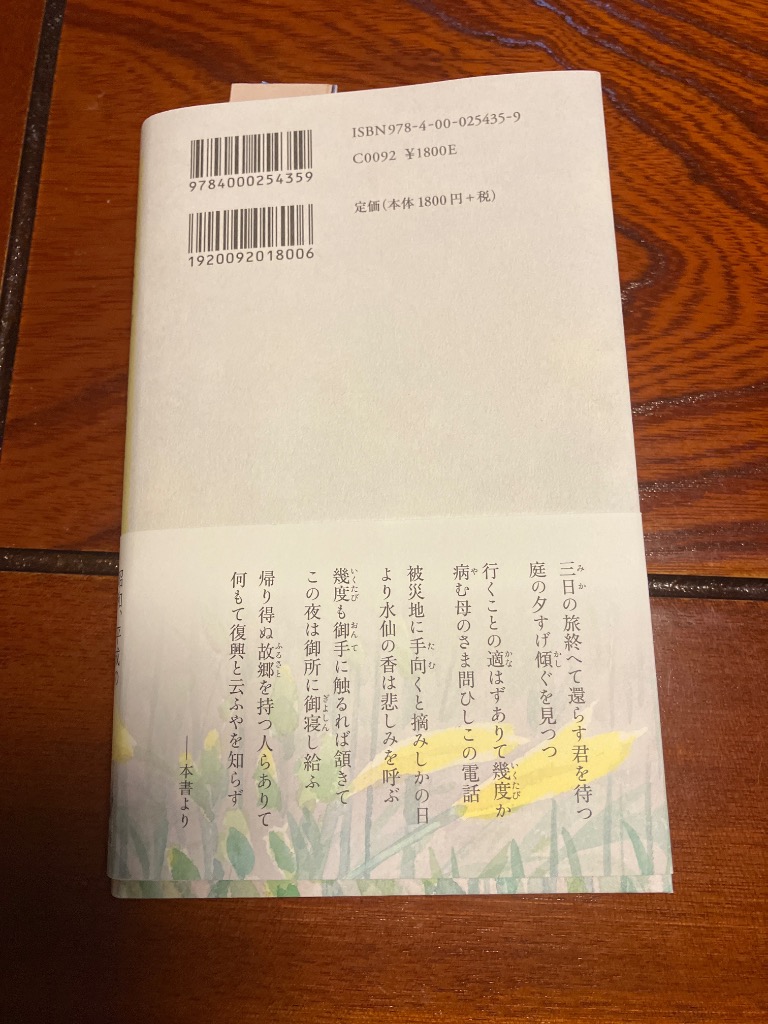 ISBN978-4-00-025435-9
C0092 ¥1800E
9784000254359
定価(本体 1800 円+税)
1920092018006
三日の旅終へて還らす君を待つ
庭の夕すげ傾ぐを見つつ
行くことの適はずありて幾度か
病む母のさま問ひしこの電話
被災地に手向くと摘みしかの日
より水仙の香は悲しみを呼ぶ
幾度も御手に触るれば頷きて
この夜は御所に御寝し給ふ
帰り得ぬ故郷を持つ人らありて
何もて復興と云ふやを知らず
──本書より